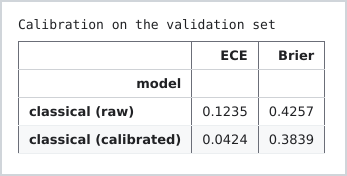 Calibration on the validation set
ECE Brier
model
classical (raw) 0.1235 0.4257
classical (calibrated) 0.0424 0.3839